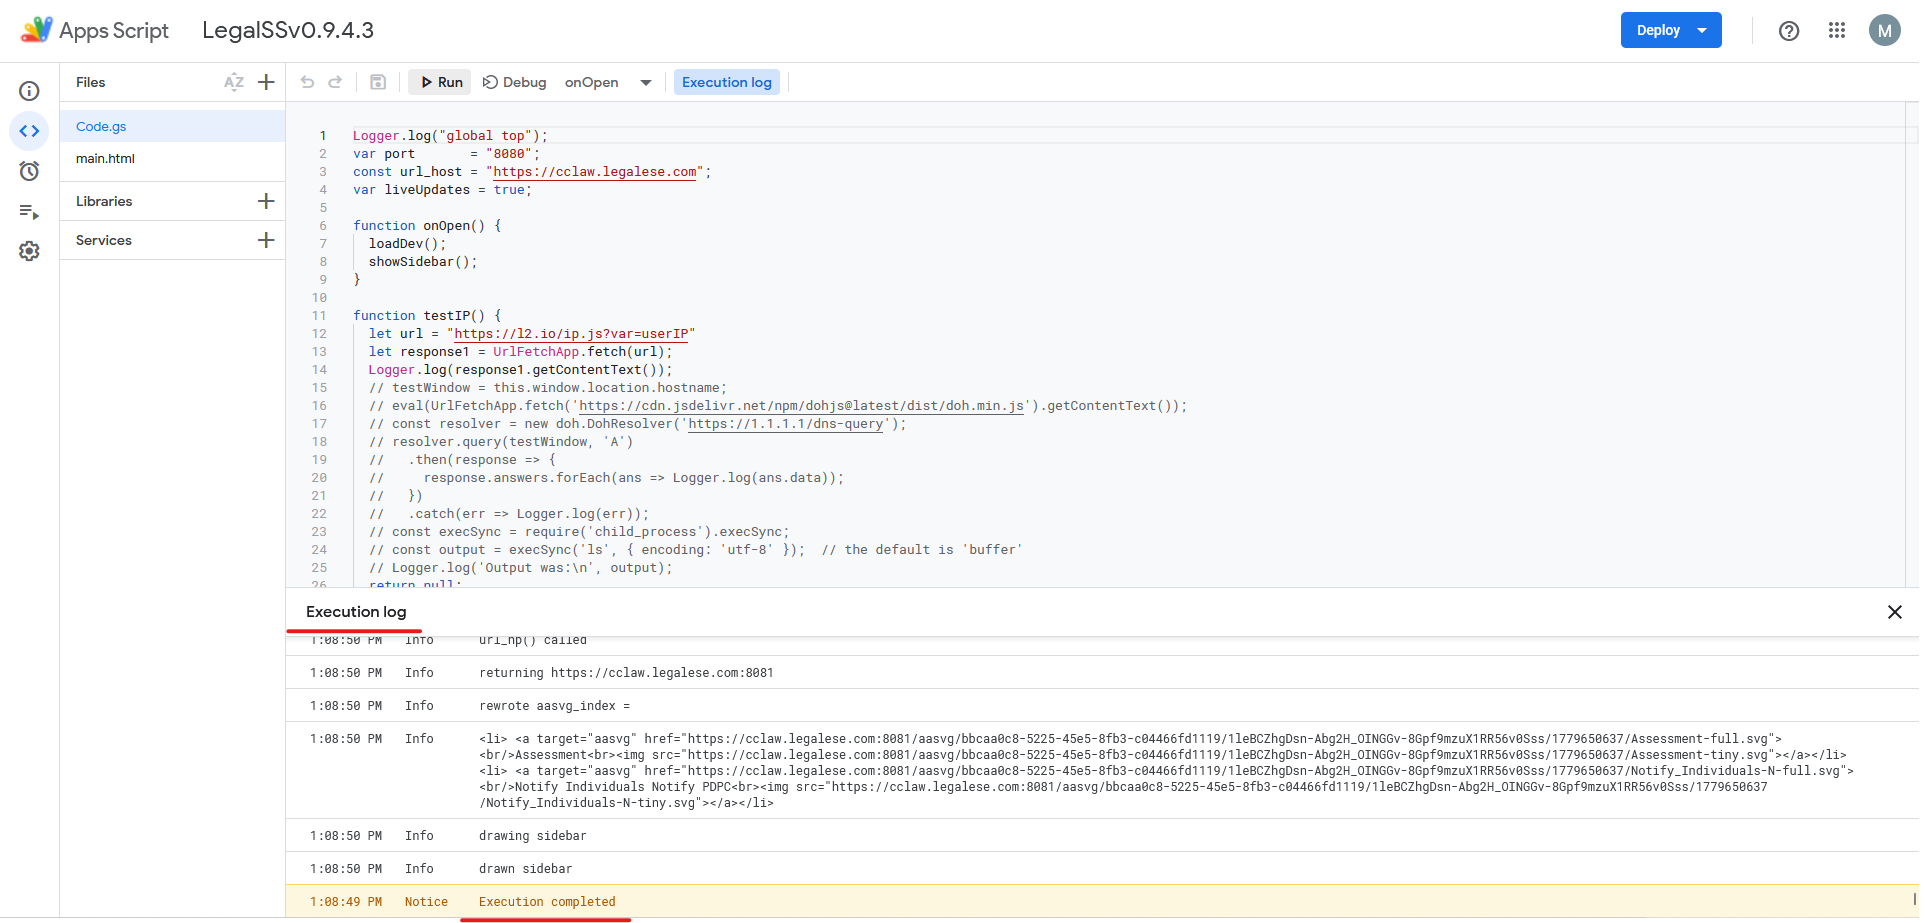 Apps Script
LegalSSv0.9.4.3
Deploy
M
Files
AZ
Run
Debug
onOpen
Execution log
Code.gs
main.html
Libraries
Services
1 Logger.log("global top");
2 var port       = "8080";
3 const url_host = "https://cclaw.legalese.com";
4 var liveUpdates = true;
5
6 function onOpen() {
7   loadDev();
8   showSidebar();
9 }
10
11 function testIP() {
12   let url = "https://l2.io/ip.js?var=userIP"
13   let response1 = UrlFetchApp.fetch(url);
14   Logger.log(response1.getContentText());
15   // testWindow = this.window.location.hostname;
16   // eval(UrlFetchApp.fetch('https://cdn.jsdelivr.net/npm/dohjs@latest/dist/doh.min.js').getContentText());
17   // const resolver = new doh.DohResolver('https://1.1.1.1/dns-query');
18   // resolver.query(testWindow, 'A')
19   //   .then(response => {
20   //     response.answers.forEach(ans => Logger.log(ans.data));
21   //   })
22   //   .catch(err => Logger.log(err));
23   // const execSync = require('child_process').execSync;
24   // const output = execSync('ls', { encoding: 'utf-8' });  // the default is 'buffer'
25   // Logger.log('Output was:\n', output);
26   return null;
Execution log
1:08:50 PM Info url_hp() called
1:08:50 PM Info returning https://cclaw.legalese.com:8081
1:08:50 PM Info rewrote aasvg_index =
1:08:50 PM Info <li> <a target="aasvg" href="https://cclaw.legalese.com:8081/aasvg/bbcaa0c8-5225-45e5-8fb3-c04466fd1119/1leBCZhgDsn-Abg2H_OINGGv-8Gpf9mzuX1RR56v0Sss/1779650637/Assessment-full.svg">
<br/>Assessment<br><img src="https://cclaw.legalese.com:8081/aasvg/bbcaa0c8-5225-45e5-8fb3-c04466fd1119/1leBCZhgDsn-Abg2H_OINGGv-8Gpf9mzuX1RR56v0Sss/1779650637/Assessment-tiny.svg"></a></li>
<li> <a target="aasvg" href="https://cclaw.legalese.com:8081/aasvg/bbcaa0c8-5225-45e5-8fb3-c04466fd1119/1leBCZhgDsn-Abg2H_OINGGv-8Gpf9mzuX1RR56v0Sss/1779650637/Notify_Individuals-N-full.svg">
<br/>Notify Individuals Notify PDPC<br><img src="https://cclaw.legalese.com:8081/aasvg/bbcaa0c8-5225-45e5-8fb3-c04466fd1119/1leBCZhgDsn-Abg2H_OINGGv-8Gpf9mzuX1RR56v0Sss/1779650637
/Notify_Individuals-N-tiny.svg"></a></li>
1:08:50 PM Info drawing sidebar
1:08:50 PM Info drawn sidebar
1:08:49 PM Notice Execution completed